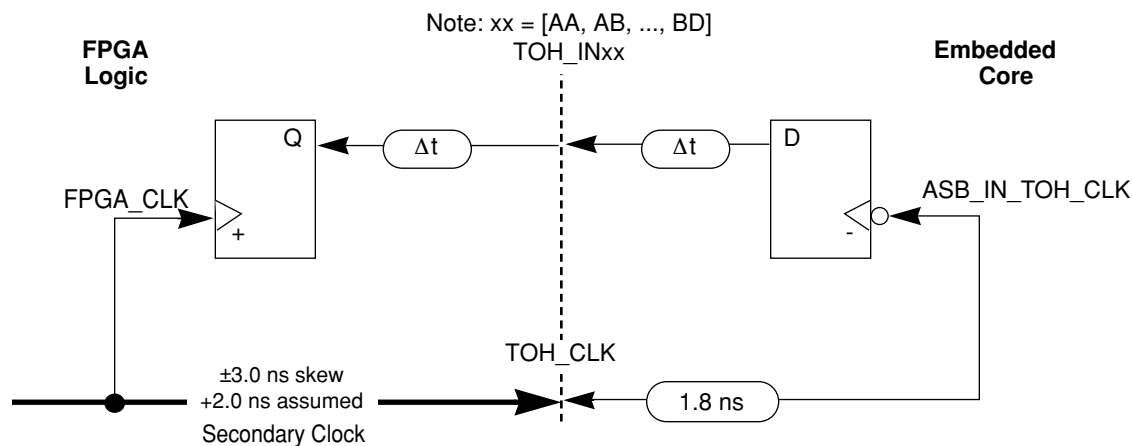 Note: xx = [AA, AB, ..., BD]
TOH_INxx
FPGA
Logic
Embedded
Core
Q
Δt
Δt
D
FPGA_CLK
+
ASB_IN_TOH_CLK
-
TOH_CLK
±3.0 ns skew
+2.0 ns assumed
Secondary Clock
1.8 ns